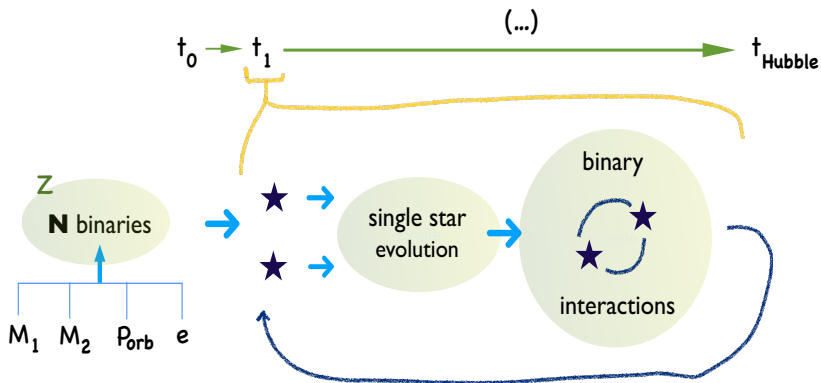 (...)
t0 t1 tHubble
Z
N binaries
M1 M2 Porb e
single star
evolution
binary
interactions